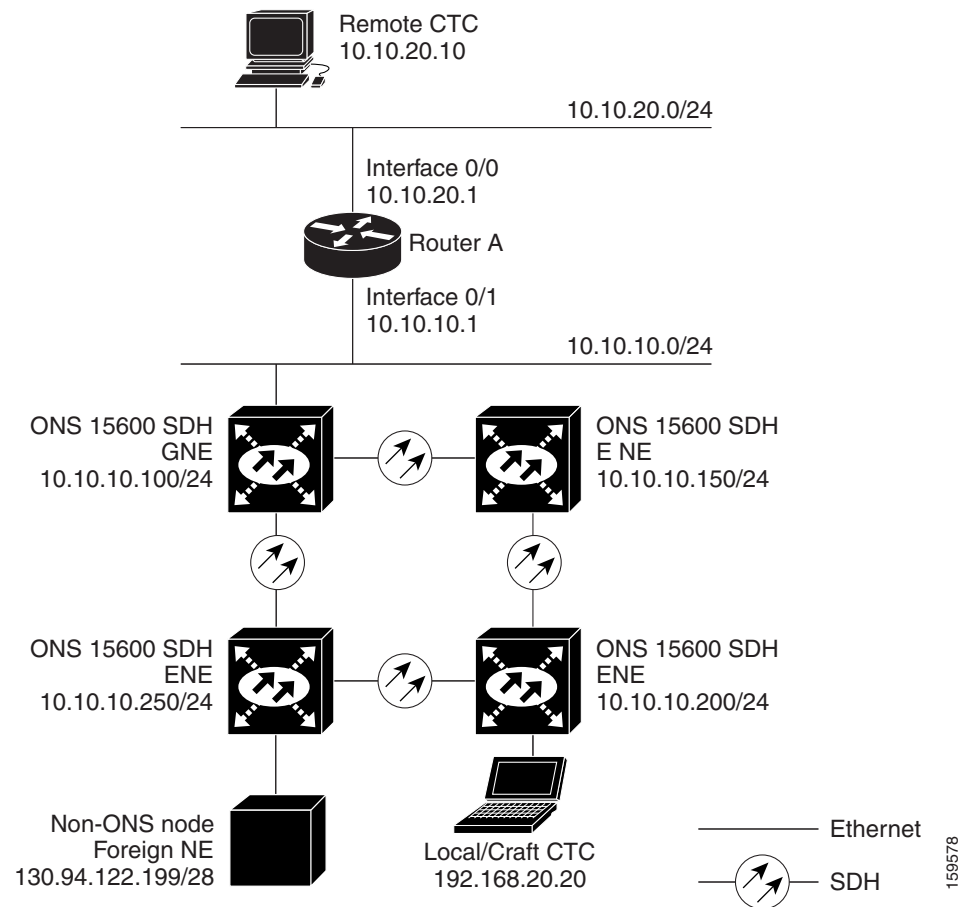 Remote CTC
10.10.20.10
10.10.20.0/24
Interface 0/0
10.10.20.1
Router A
Interface 0/1
10.10.10.1
10.10.10.0/24
ONS 15600 SDH
GNE
10.10.10.100/24
ONS 15600 SDH
E NE
10.10.10.150/24
ONS 15600 SDH
ENE
10.10.10.250/24
ONS 15600 SDH
ENE
10.10.10.200/24
Non-ONS node
Foreign NE
130.94.122.199/28
Local/Craft CTC
192.168.20.20
Ethernet
SDH
159578